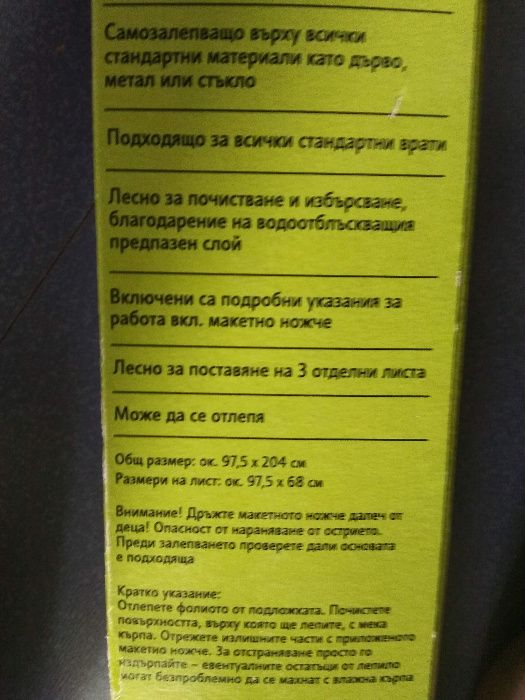 Самозалепващо върху всички
стандартни материали като дърво,
метал или стъкло
Подходящо за всички стандартни врати
Лесно за почистване и избърсване,
благодарение на водоотблъскващия
предпазен слой
Включени са подробни указания за
работа вкл. макетно ножче
Лесно за поставяне на 3 отделни листа
Може да се отлепя
Общ размер: ок. 97,5 x 204 см
Размери на лист: ок. 97,5 x 68 см
Внимание! Дръжте макетното ножче далеч от
деца! Опасност от нараняване от острието.
Преди залепването проверете дали основата
е подходяща
Кратко указание:
Отлепете фолиото от подложката. Почистете
повърхността, върху която ще лепите, с мека
кърпа. Отрежете излишните части с приложеното
макетно ножче. За отстраняване просто го
издърпайте – евентуалните остатъци от лепило
могат безпроблемно да се махнат с влажна кърпа